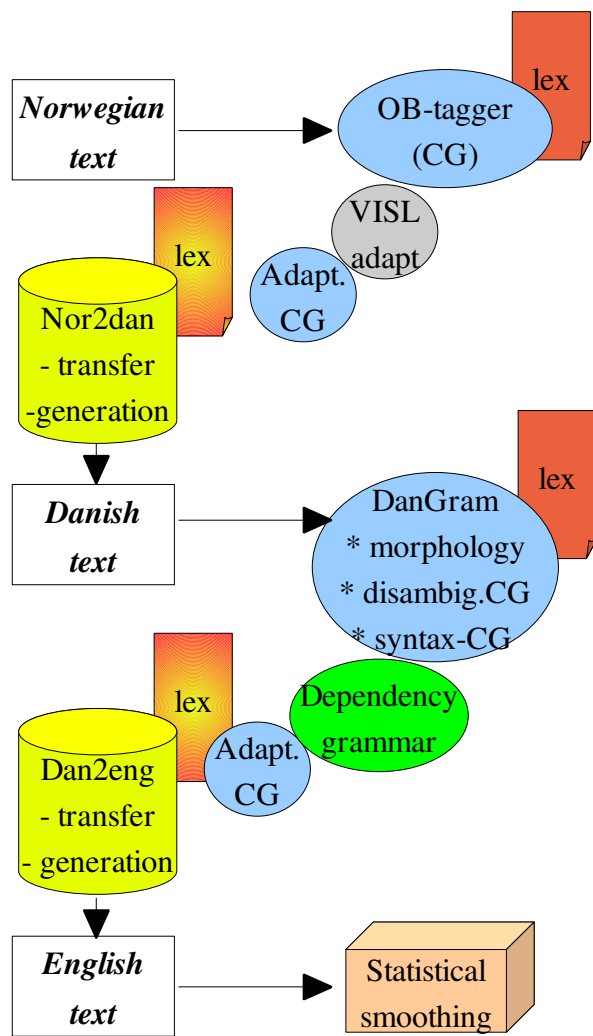 Norwegian
text
OB-tagger
(CG)
lex
VISL
adapt
Adapt.
CG
lex
Nor2dan
- transfer
-generation
Danish
text
DanGram
* morphology
* disambig.CG
* syntax-CG
lex
Dependency
grammar
Adapt.
CG
lex
Dan2eng
- transfer
- generation
English
text
Statistical
smoothing